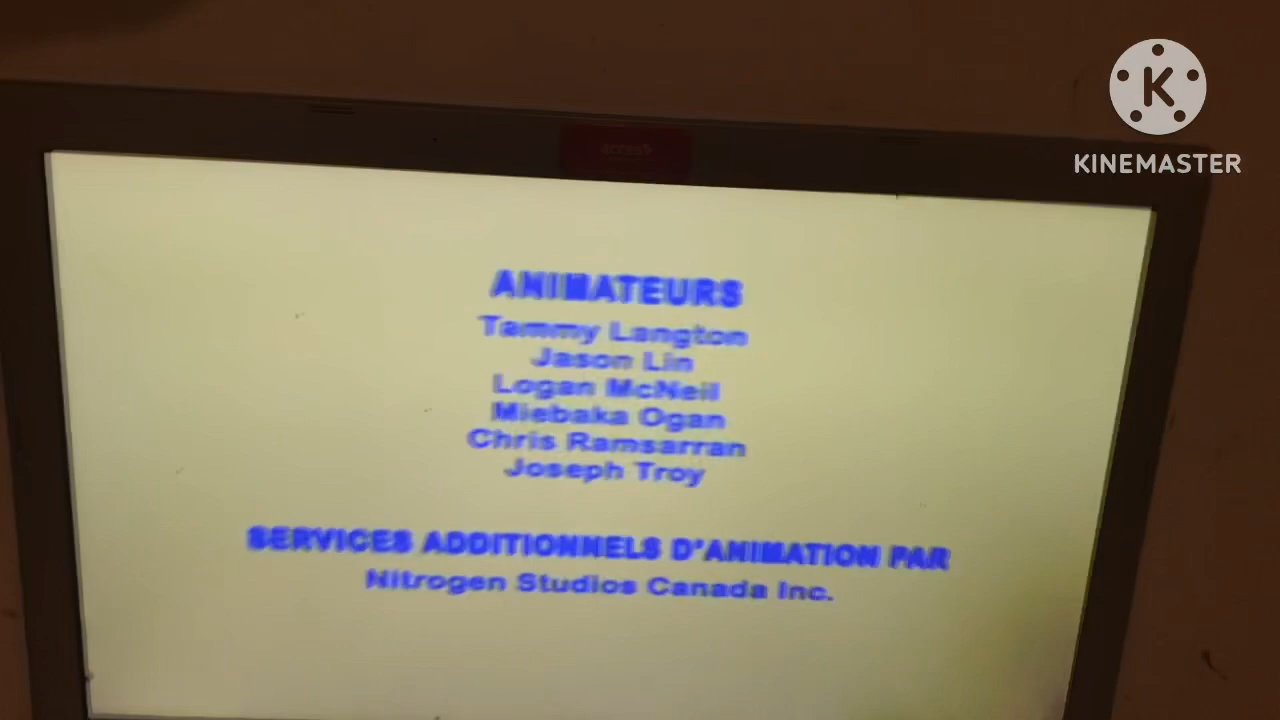 KINEMASTER
ANIMATEURS
Tammy Langton
Jason Lin
Logan McNeil
Miebaka Ogan
Chris Ramsarran
Joseph Troy
SERVICES ADDITIONNELS D'ANIMATION PAR
Nitrogen Studios Canada Inc.